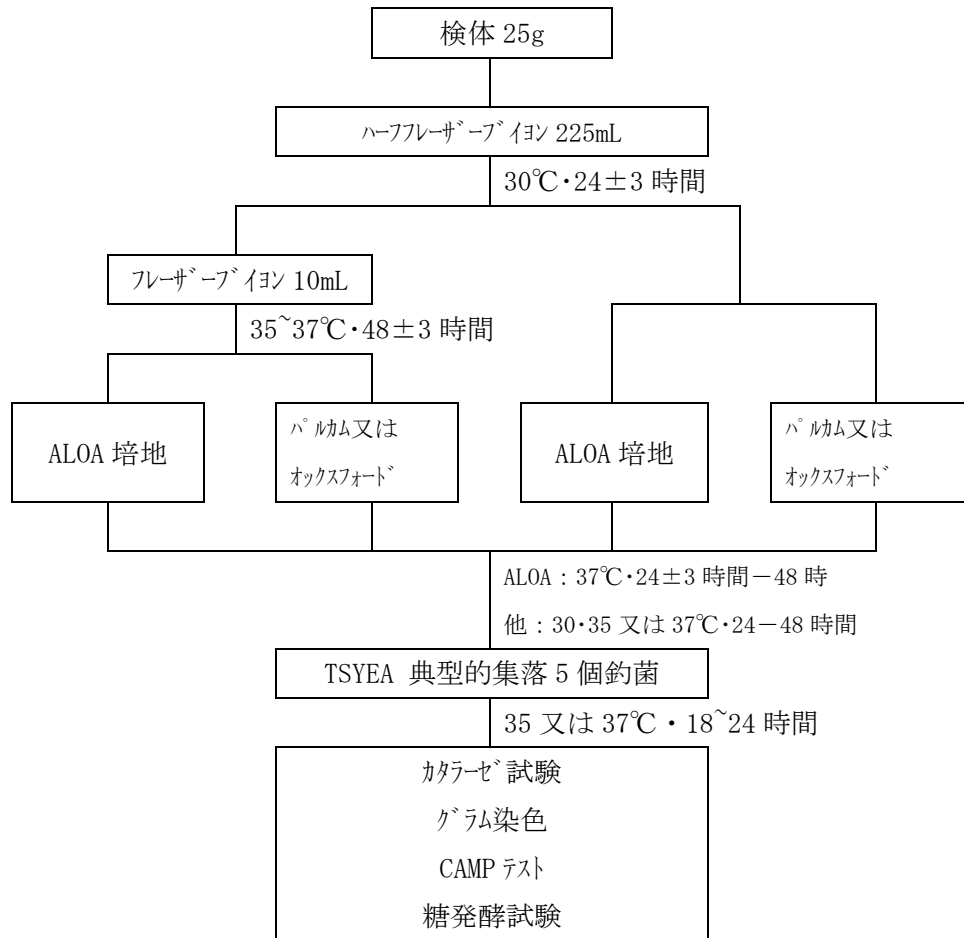 検体 25g
ﾊｰﾌﾌﾚｰｻﾞｰﾌﾞｲﾖﾝ 225mL
30℃・24±3 時間
ﾌﾚｰｻﾞｰﾌﾞｲﾖﾝ 10mL
35~37℃・48±3 時間
ALOA 培地
ﾊﾟﾙｶﾑ又は
ｵｯｸｽﾌｫｰﾄﾞ
ALOA 培地
ﾊﾟﾙｶﾑ又は
ｵｯｸｽﾌｫｰﾄﾞ
ALOA：37℃・24±3 時間－48 時
他：30・35 又は 37℃・24－48 時間
TSYEA 典型的集落 5 個釣菌
35 又は 37℃・18~24 時間
ｶﾀﾗｰｾﾞ試験
ｸﾞﾗﾑ染色
CAMP ﾃｽﾄ
糖発酵試験